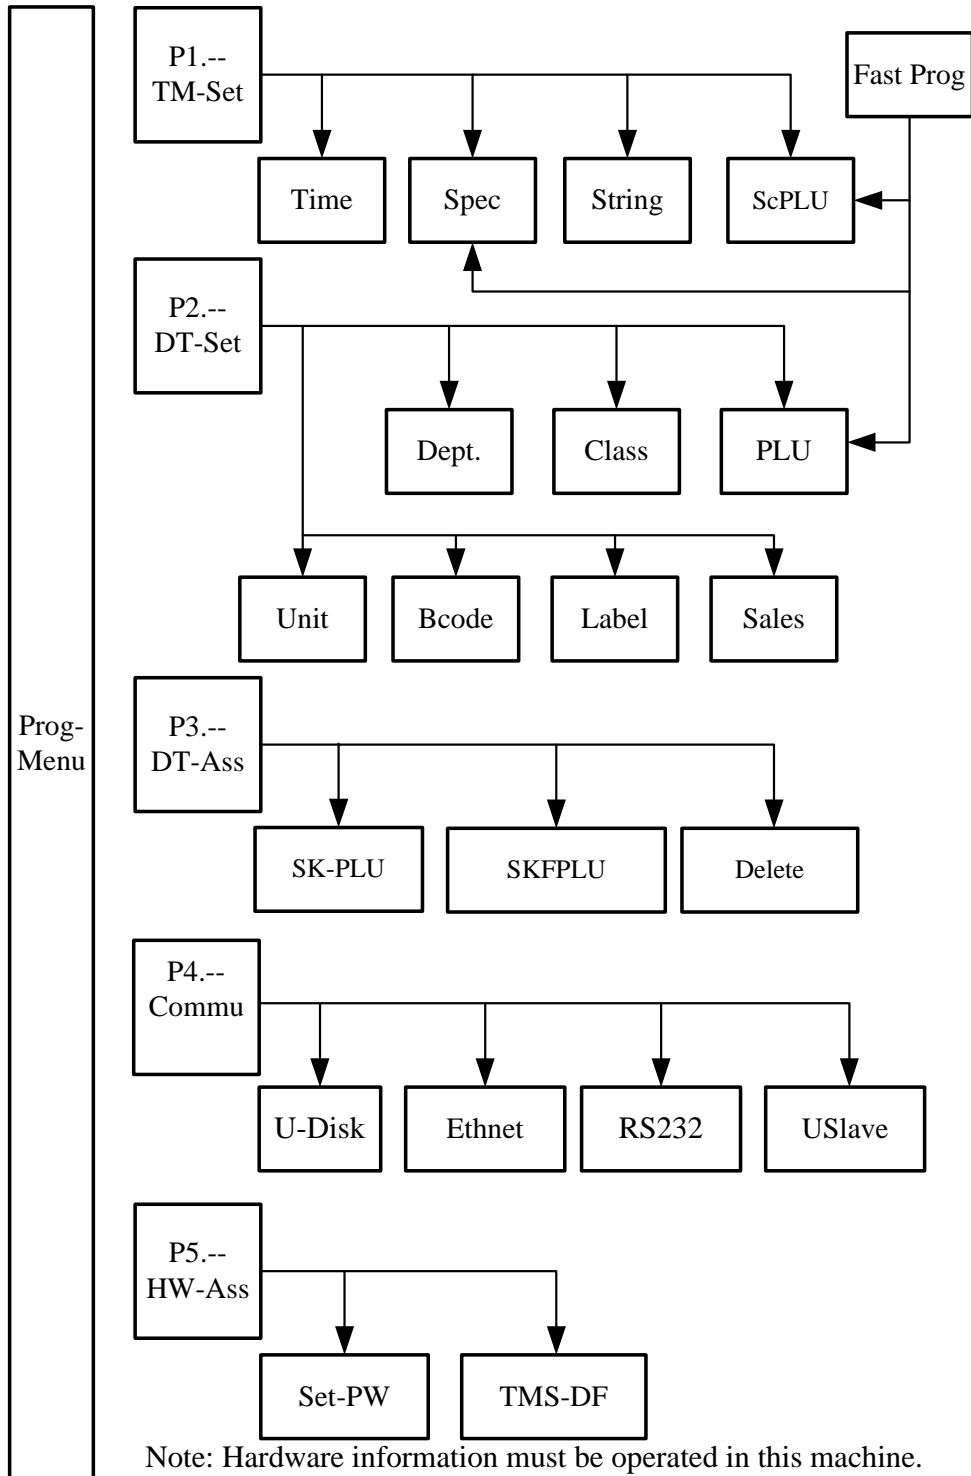 P1.--
TM-Set
Fast Prog
Time
Spec
String
ScPLU
P2.--
DT-Set
Dept.
Class
PLU
Unit
Bcode
Label
Sales
Prog-
Menu
P3.--
DT-Ass
SK-PLU
SKFPLU
Delete
P4.--
Commu
U-Disk
Ethnet
RS232
USlave
P5.--
HW-Ass
Set-PW
TMS-DF
Note: Hardware information must be operated in this machine.